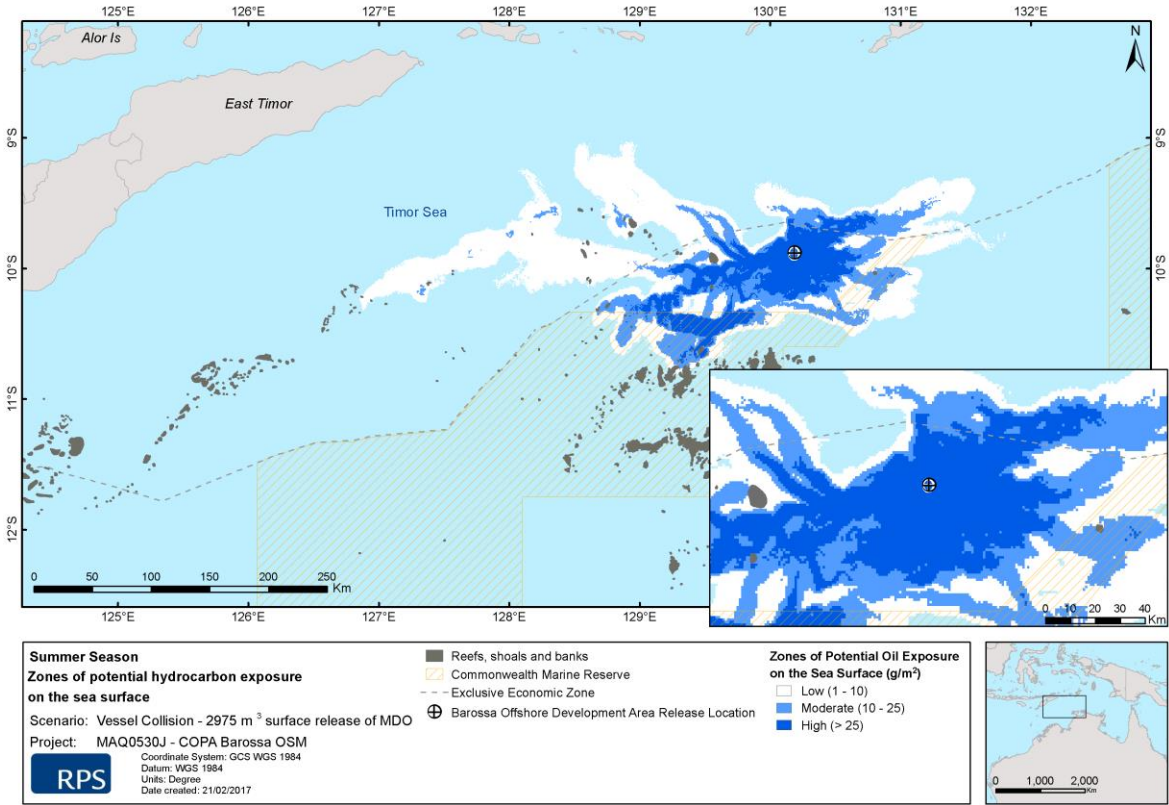 125°E 126°E 127°E 128°E 129°E 130°E 131°E 132°E
Alor Is
N
East Timor
9°S 9°S
Timor Sea
10°S 10°S
11°S
12°S
0 50 100 150 200 250
Km
0 10 20 30 40
Km
125°E 126°E 127°E 128°E 129°E
Summer Season
Zones of potential hydrocarbon exposure
on the sea surface
Scenario: Vessel Collision - 2975 m ³ surface release of MDO
Project: MAQ0530J - COPA Barossa OSM
RPS
Coordinate System: GCS WGS 1984
Datum: WGS 1984
Units: Degree
Date created: 21/02/2017
Reefs, shoals and banks
Commonwealth Marine Reserve
Exclusive Economic Zone
Barossa Offshore Development Area Release Location
Zones of Potential Oil Exposure
on the Sea Surface (g/m²)
Low (1 - 10)
Moderate (10 - 25)
High (> 25)
0 1,000 2,000
Km